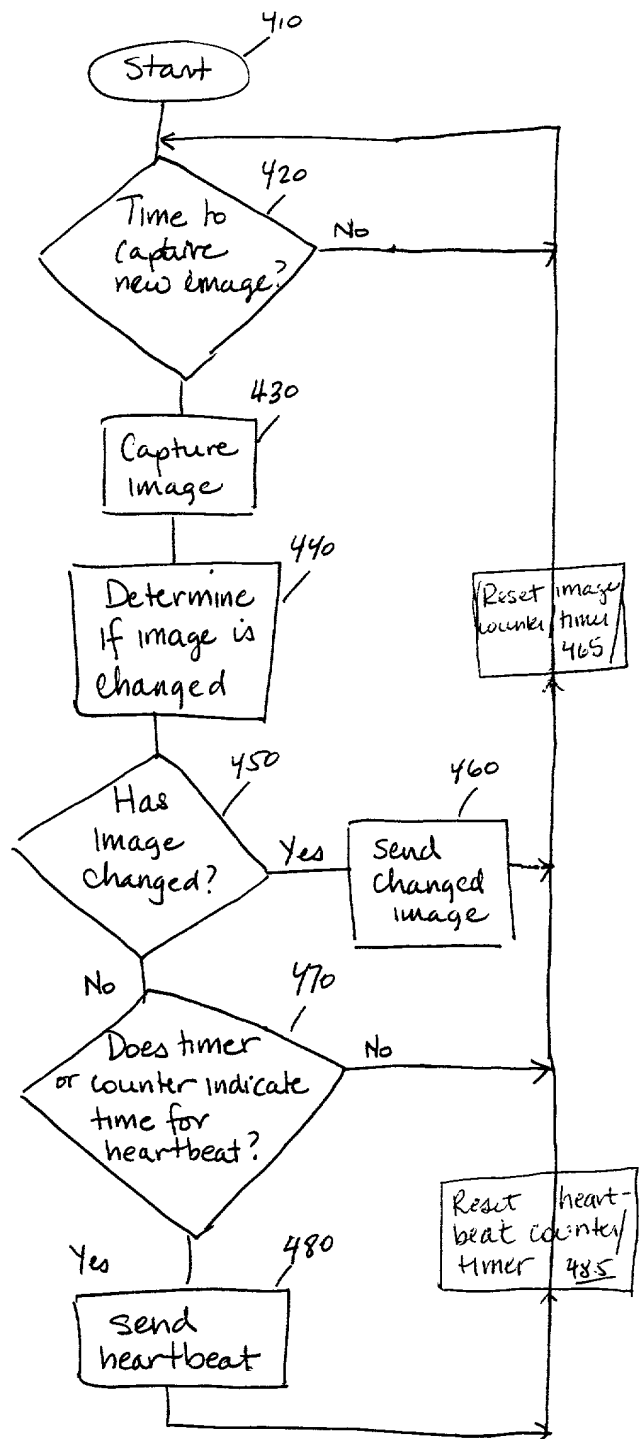 410
Start
420
Time to
capture
new image?
No
430
Capture
Image
440
Determine
if image is
changed
Reset image
counter/timer
465
450
Has
Image
changed?
Yes
460
Send
changed
image
No
470
Does timer
or counter indicate
time for
heartbeat?
No
Reset heart-
beat counter/
timer 485
Yes
480
Send
heartbeat